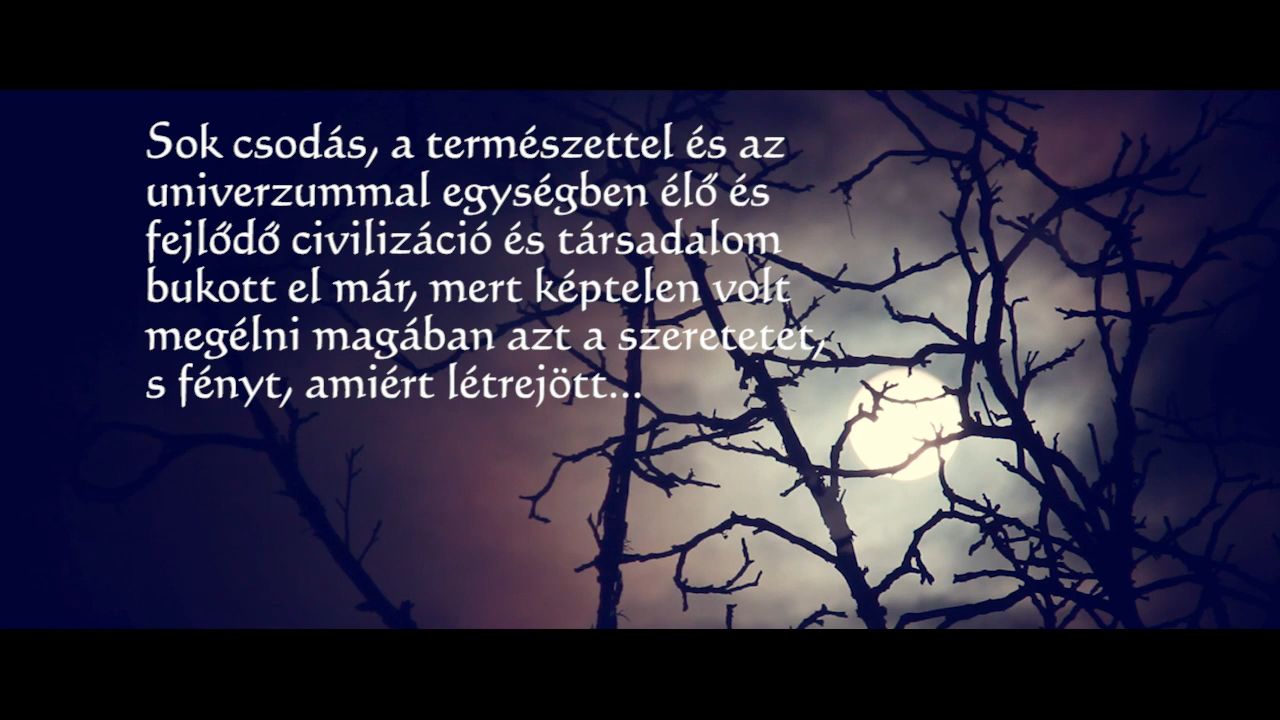 Sok csodás, a természettel és az
univerzummal egységben élő és
fejlődő civilizáció és társadalom
bukott el már, mert képtelen volt
megélni magában azt a szeretetet,
s fényt, amiért létrejött...